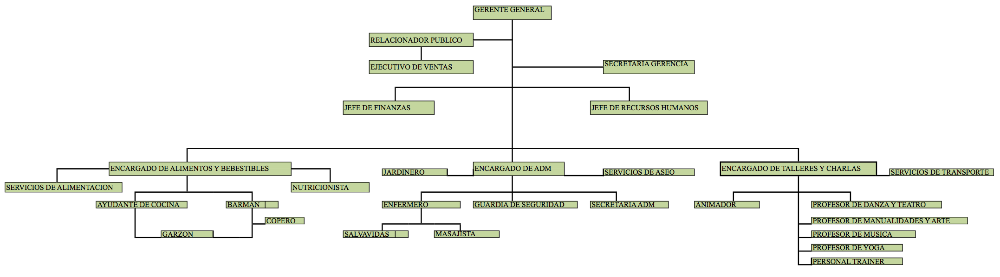 GERENTE GENERAL
RELACIONADOR PUBLICO
EJECUTIVO DE VENTAS
SECRETARIA GERENCIA
JEFE DE FINANZAS
JEFE DE RECURSOS HUMANOS
ENCARGADO DE ALIMENTOS Y BEBESTIBLES
JARDINERO
ENCARGADO DE ADM
SERVICIOS DE ASEO
ENCARGADO DE TALLERES Y CHARLAS
SERVICIOS DE TRANSPORTE
SERVICIOS DE ALIMENTACION
NUTRICIONISTA
AYUDANTE DE COCINA
BARMAN
ENFERMERO
GUARDIA DE SEGURIDAD
SECRETARIA ADM
ANIMADOR
PROFESOR DE DANZA Y TEATRO
COPERO
PROFESOR DE MANUALIDADES Y ARTE
GARZON
SALVAVIDAS
MASAJISTA
PROFESOR DE MUSICA
PROFESOR DE YOGA
PERSONAL TRAINER